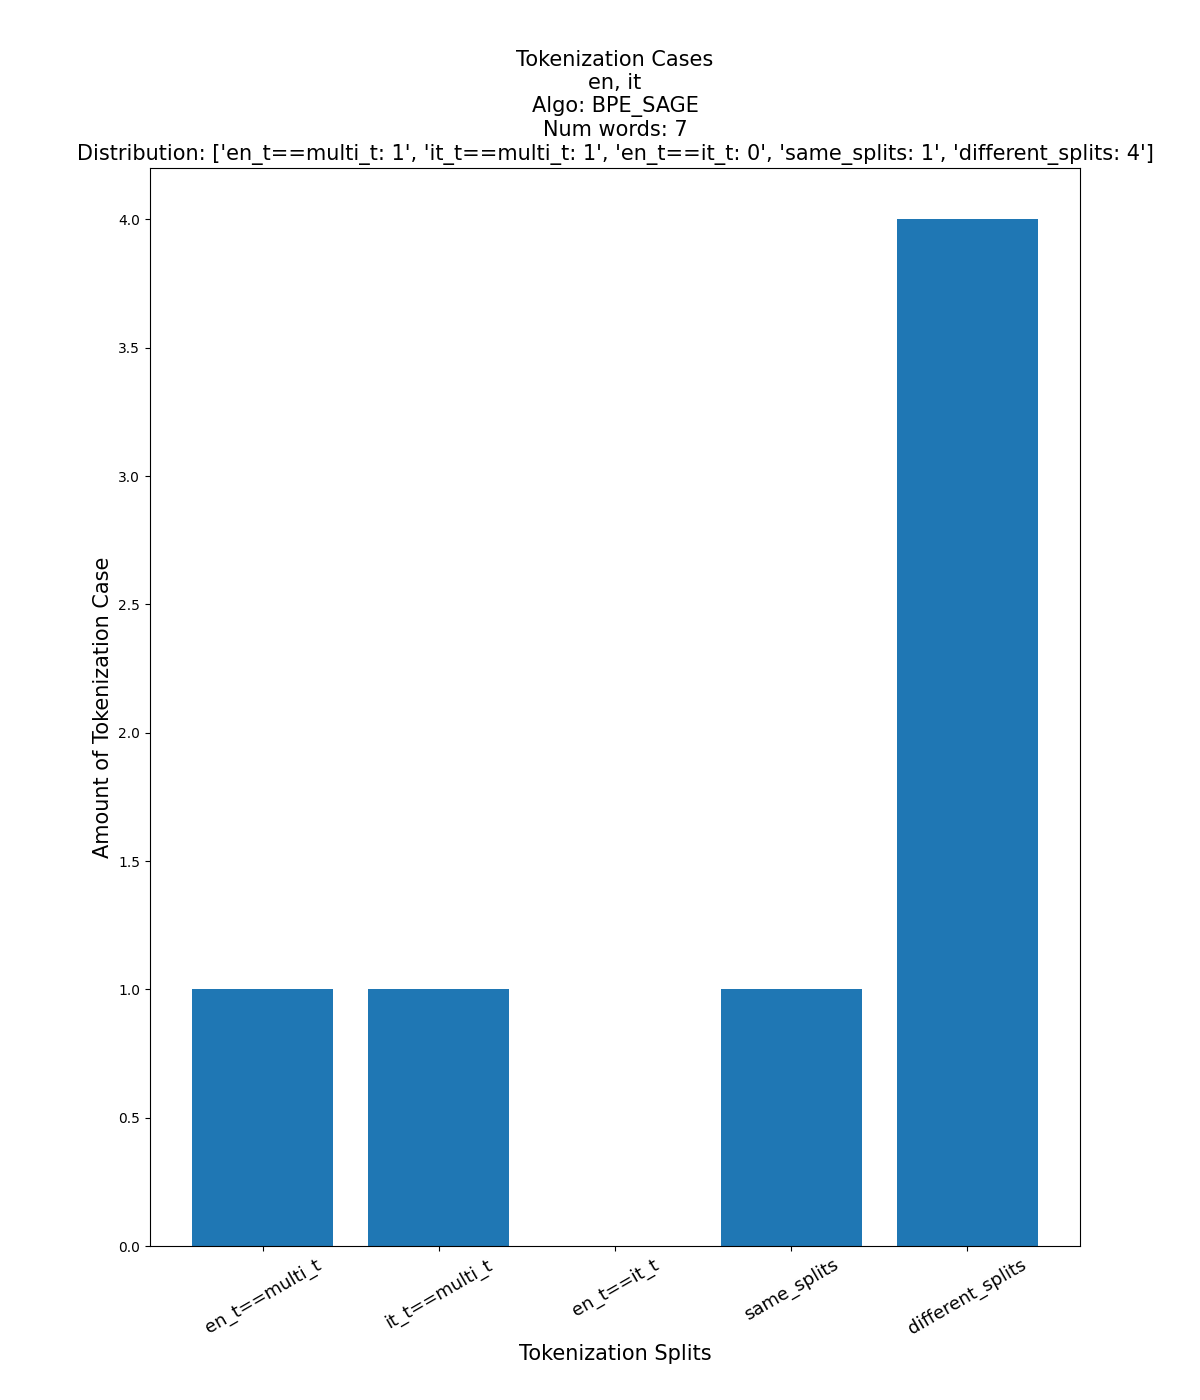 Tokenization Cases
en, it
Algo: BPE_SAGE
Num words: 7
Distribution: ['en_t==multi_t: 1', 'it_t==multi_t: 1', 'en_t==it_t: 0', 'same_splits: 1', 'different_splits: 4']
Amount of Tokenization Case
4.0
3.5
3.0
2.5
2.0
1.5
1.0
0.5
0.0
en_t==multi_t
it_t==multi_t
en_t==it_t
same_splits
different_splits
Tokenization Splits